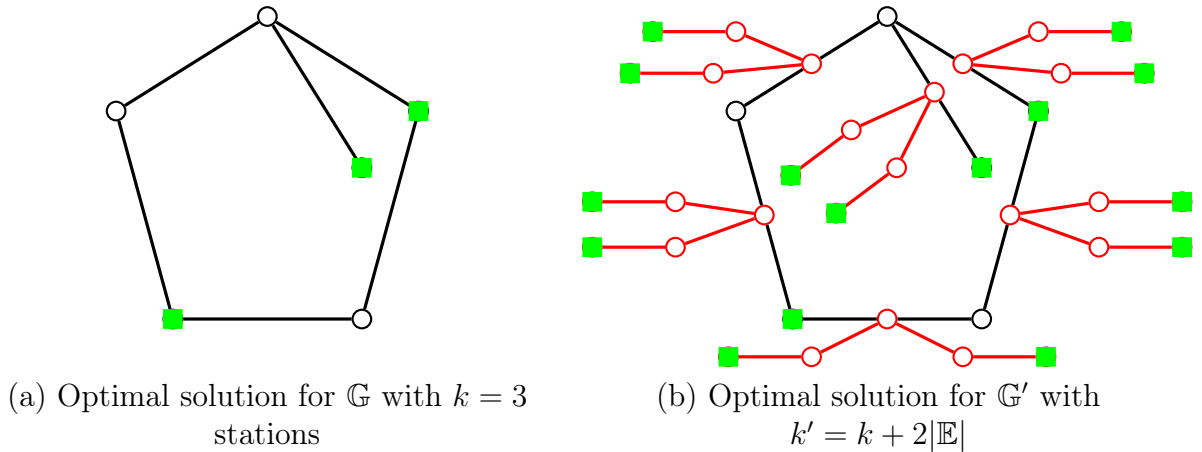 (a) Optimal solution for 𝔾 with k = 3
stations
(b) Optimal solution for 𝔾′ with
k′ = k + 2|𝔼|